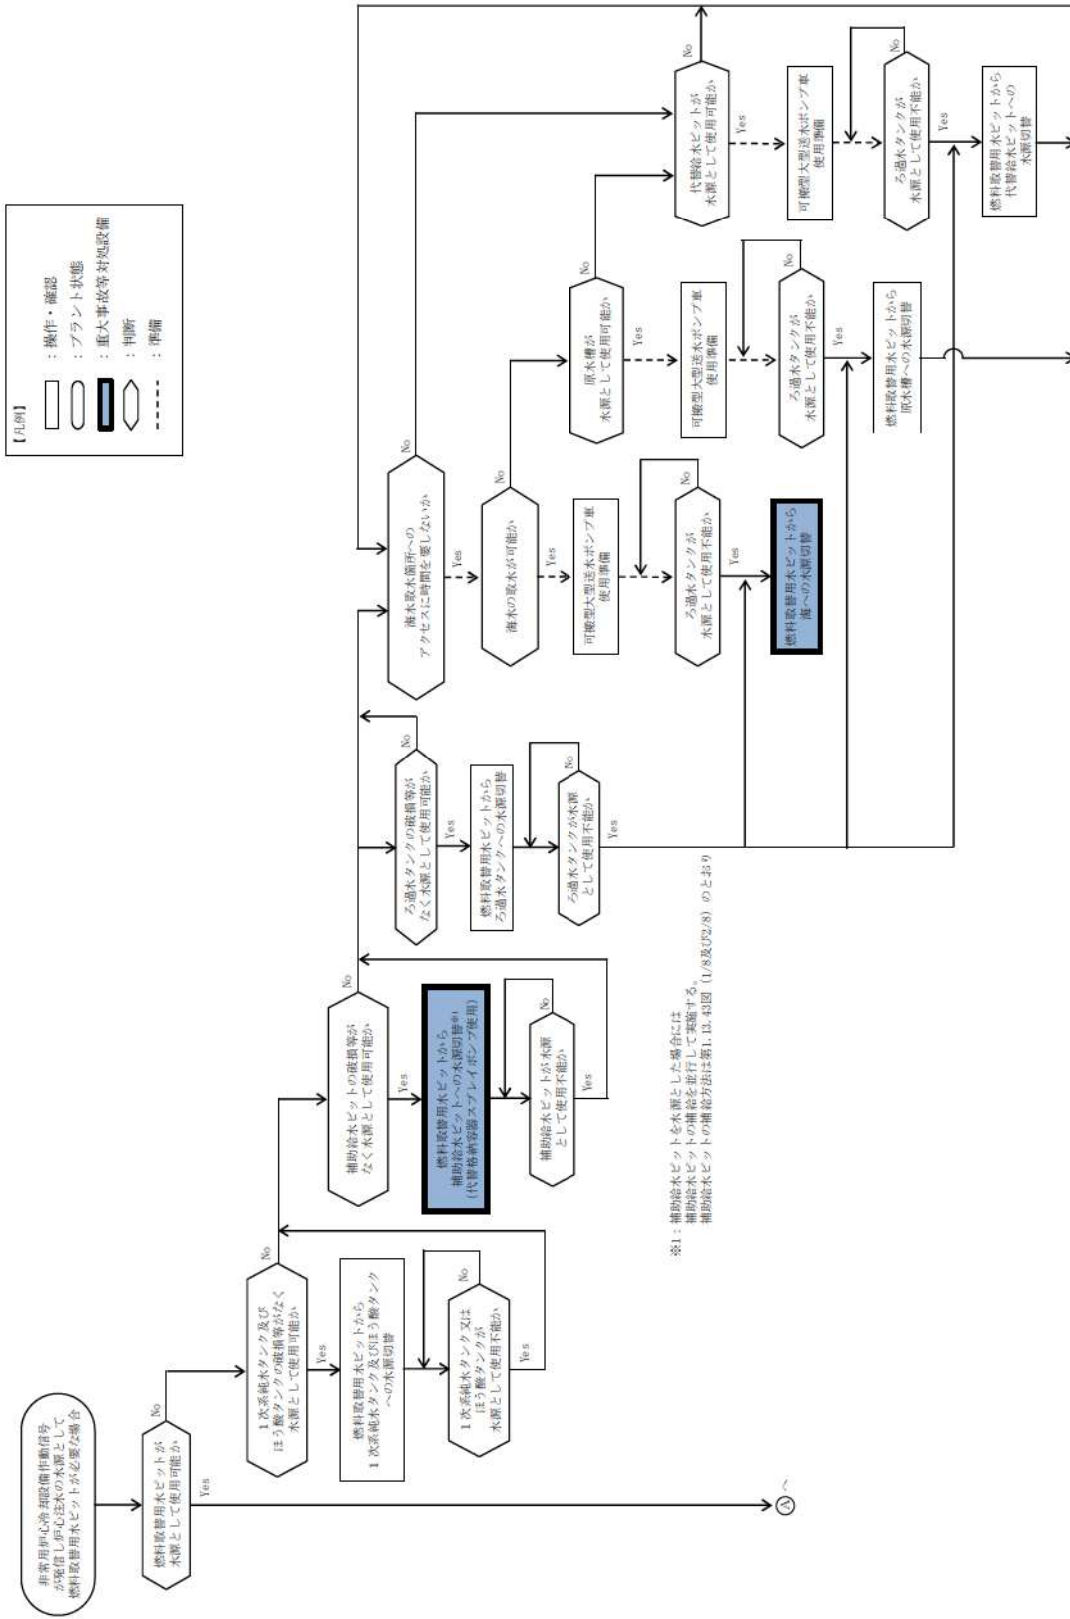 【凡例】
：操作・確認
：プラント状態
：重大事故等対処設備
：判断
：準備
非常用炉心冷却設備作動信号
が発信し炉心注水の水源として
燃料取替用水ピットが必要な場合
燃料取替用水ピットが
水源として使用可能か
No
Yes
Ⓐへ
1次系純水タンク及び
ほう酸タンクの破損等がなく
水源として使用可能か
No
Yes
燃料取替用水ピットから
1次系純水タンク及びほう酸タンク
への水源切替
1次系純水タンク又は
ほう酸タンクが
水源として使用不能か
No
Yes
補助給水ピットの破損等が
なく水源として使用可能か
No
Yes
燃料取替用水ピットから
補助給水ピットへの水源切替※1
(代替格納容器スプレイポンプ使用)
補助給水ピットが水源
として使用不能か
No
Yes
ろ過水タンクの破損等が
なく水源として使用可能か
No
Yes
燃料取替用水ピットから
ろ過水タンクへの水源切替
ろ過水タンクが水源
として使用不能か
No
Yes
海水取水箇所への
アクセスに時間を要しないか
No
Yes
海水の取水が可能か
No
Yes
可搬型大型送水ポンプ車
使用準備
ろ過水タンクが
水源として使用不能か
No
Yes
燃料取替用水ピットから
海への水源切替
原水槽が
水源として使用可能か
No
Yes
可搬型大型送水ポンプ車
使用準備
ろ過水タンクが
水源として使用不能か
No
Yes
燃料取替用水ピットから
原水槽への水源切替
代替給水ピットが
水源として使用可能か
No
Yes
可搬型大型送水ポンプ車
使用準備
ろ過水タンクが
水源として使用不能か
No
Yes
燃料取替用水ピットから
代替給水ピットへの
水源切替
※1：補助給水ピットを水源とした場合には
補助給水ピットの補給を並行して実施する。
補助給水ピットの補給方法は第1.13.43図（1/8及び2/8）のとおり